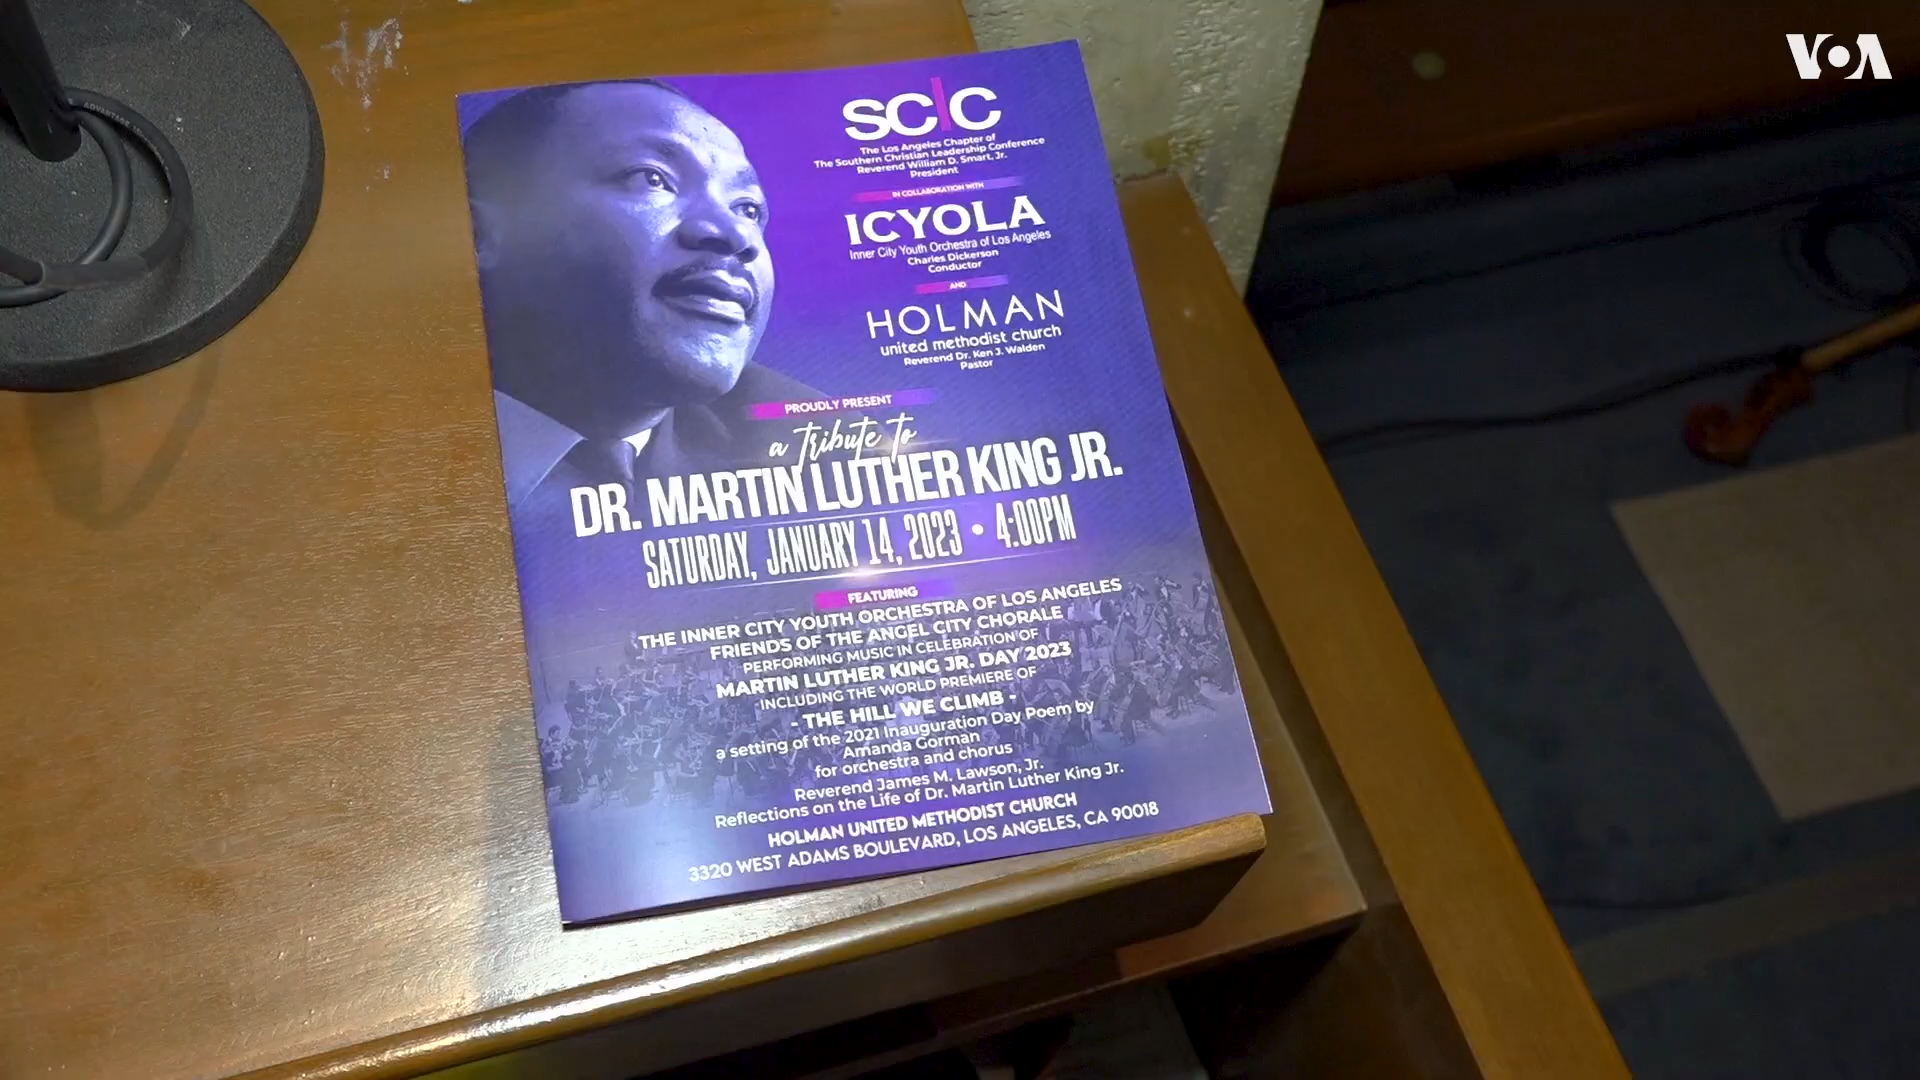 VOA
SC|C
The Los Angeles Chapter of
The Southern Christian Leadership Conference
Reverend William D. Smart, Jr.
President
IN COLLABORATION WITH
ICYOLA
Inner City Youth Orchestra of Los Angeles
Charles Dickerson
Conductor
AND
HOLMAN
united methodist church
Reverend Dr. Ken J. Walden
Pastor
PROUDLY PRESENT
a tribute to
DR. MARTIN LUTHER KING JR.
SATURDAY, JANUARY 14, 2023 • 4:00PM
FEATURING
THE INNER CITY YOUTH ORCHESTRA OF LOS ANGELES
FRIENDS OF THE ANGEL CITY CHORALE
PERFORMING MUSIC IN CELEBRATION OF
MARTIN LUTHER KING JR. DAY 2023
INCLUDING THE WORLD PREMIERE OF
- THE HILL WE CLIMB -
a setting of the 2021 Inauguration Day Poem by
Amanda Gorman
for orchestra and chorus
Reverend James M. Lawson, Jr.
Reflections on the Life of Dr. Martin Luther King Jr.
HOLMAN UNITED METHODIST CHURCH
3320 WEST ADAMS BOULEVARD, LOS ANGELES, CA 90018